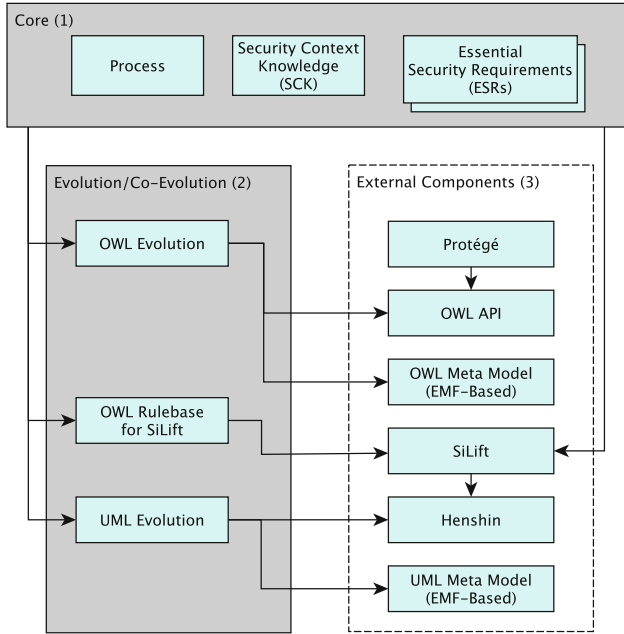 Core (1)
Process
Security Context
Knowledge
(SCK)
Essential
Security Requirements
(ESRs)
Evolution/Co-Evolution (2)
OWL Evolution
OWL Rulebase
for SiLift
UML Evolution
External Components (3)
Protégé
OWL API
OWL Meta Model
(EMF-Based)
SiLift
Henshin
UML Meta Model
(EMF-Based)